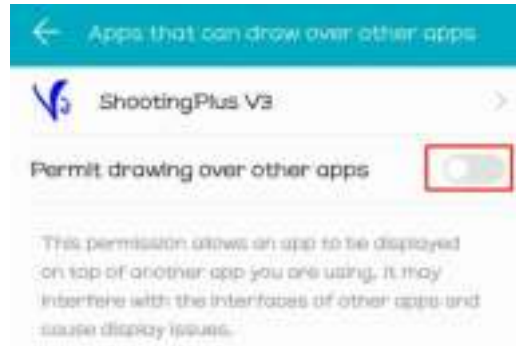 Apps that can draw over other apps
ShootingPlus V3
Permit drawing over other apps
This permission allows an app to be displayed
on top of another app you are using. It may
interfere with the interfaces of other apps and
cause display issues.